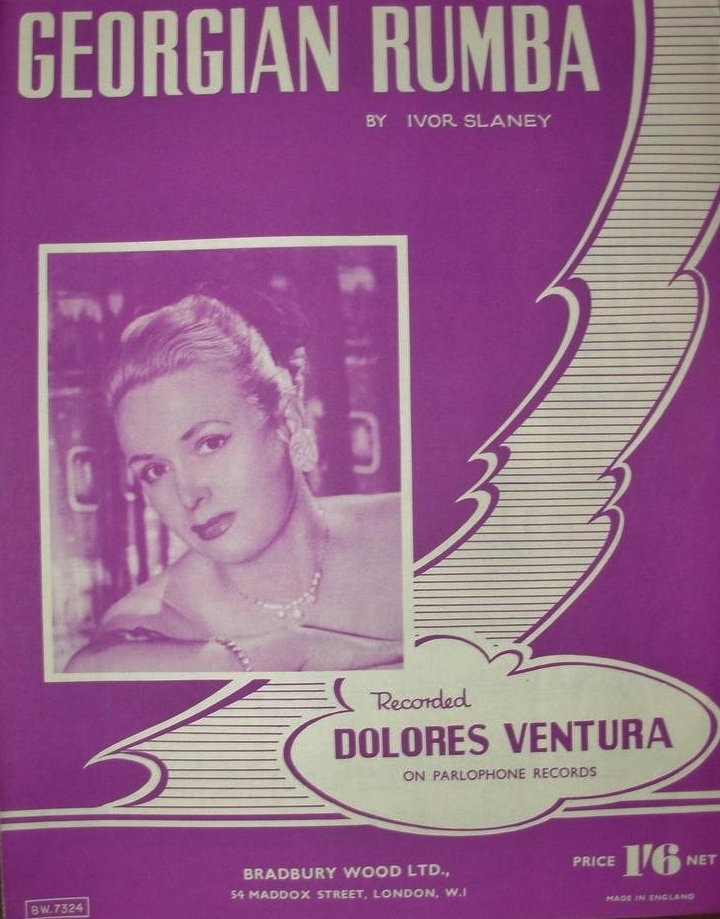 GEORGIAN RUMBA
BY IVOR SLANEY
Recorded
DOLORES VENTURA
ON PARLOPHONE RECORDS
BRADBURY WOOD LTD.,
54 MADDOX STREET, LONDON, W.1
PRICE 1'6 NET
MADE IN ENGLAND
BW.7324